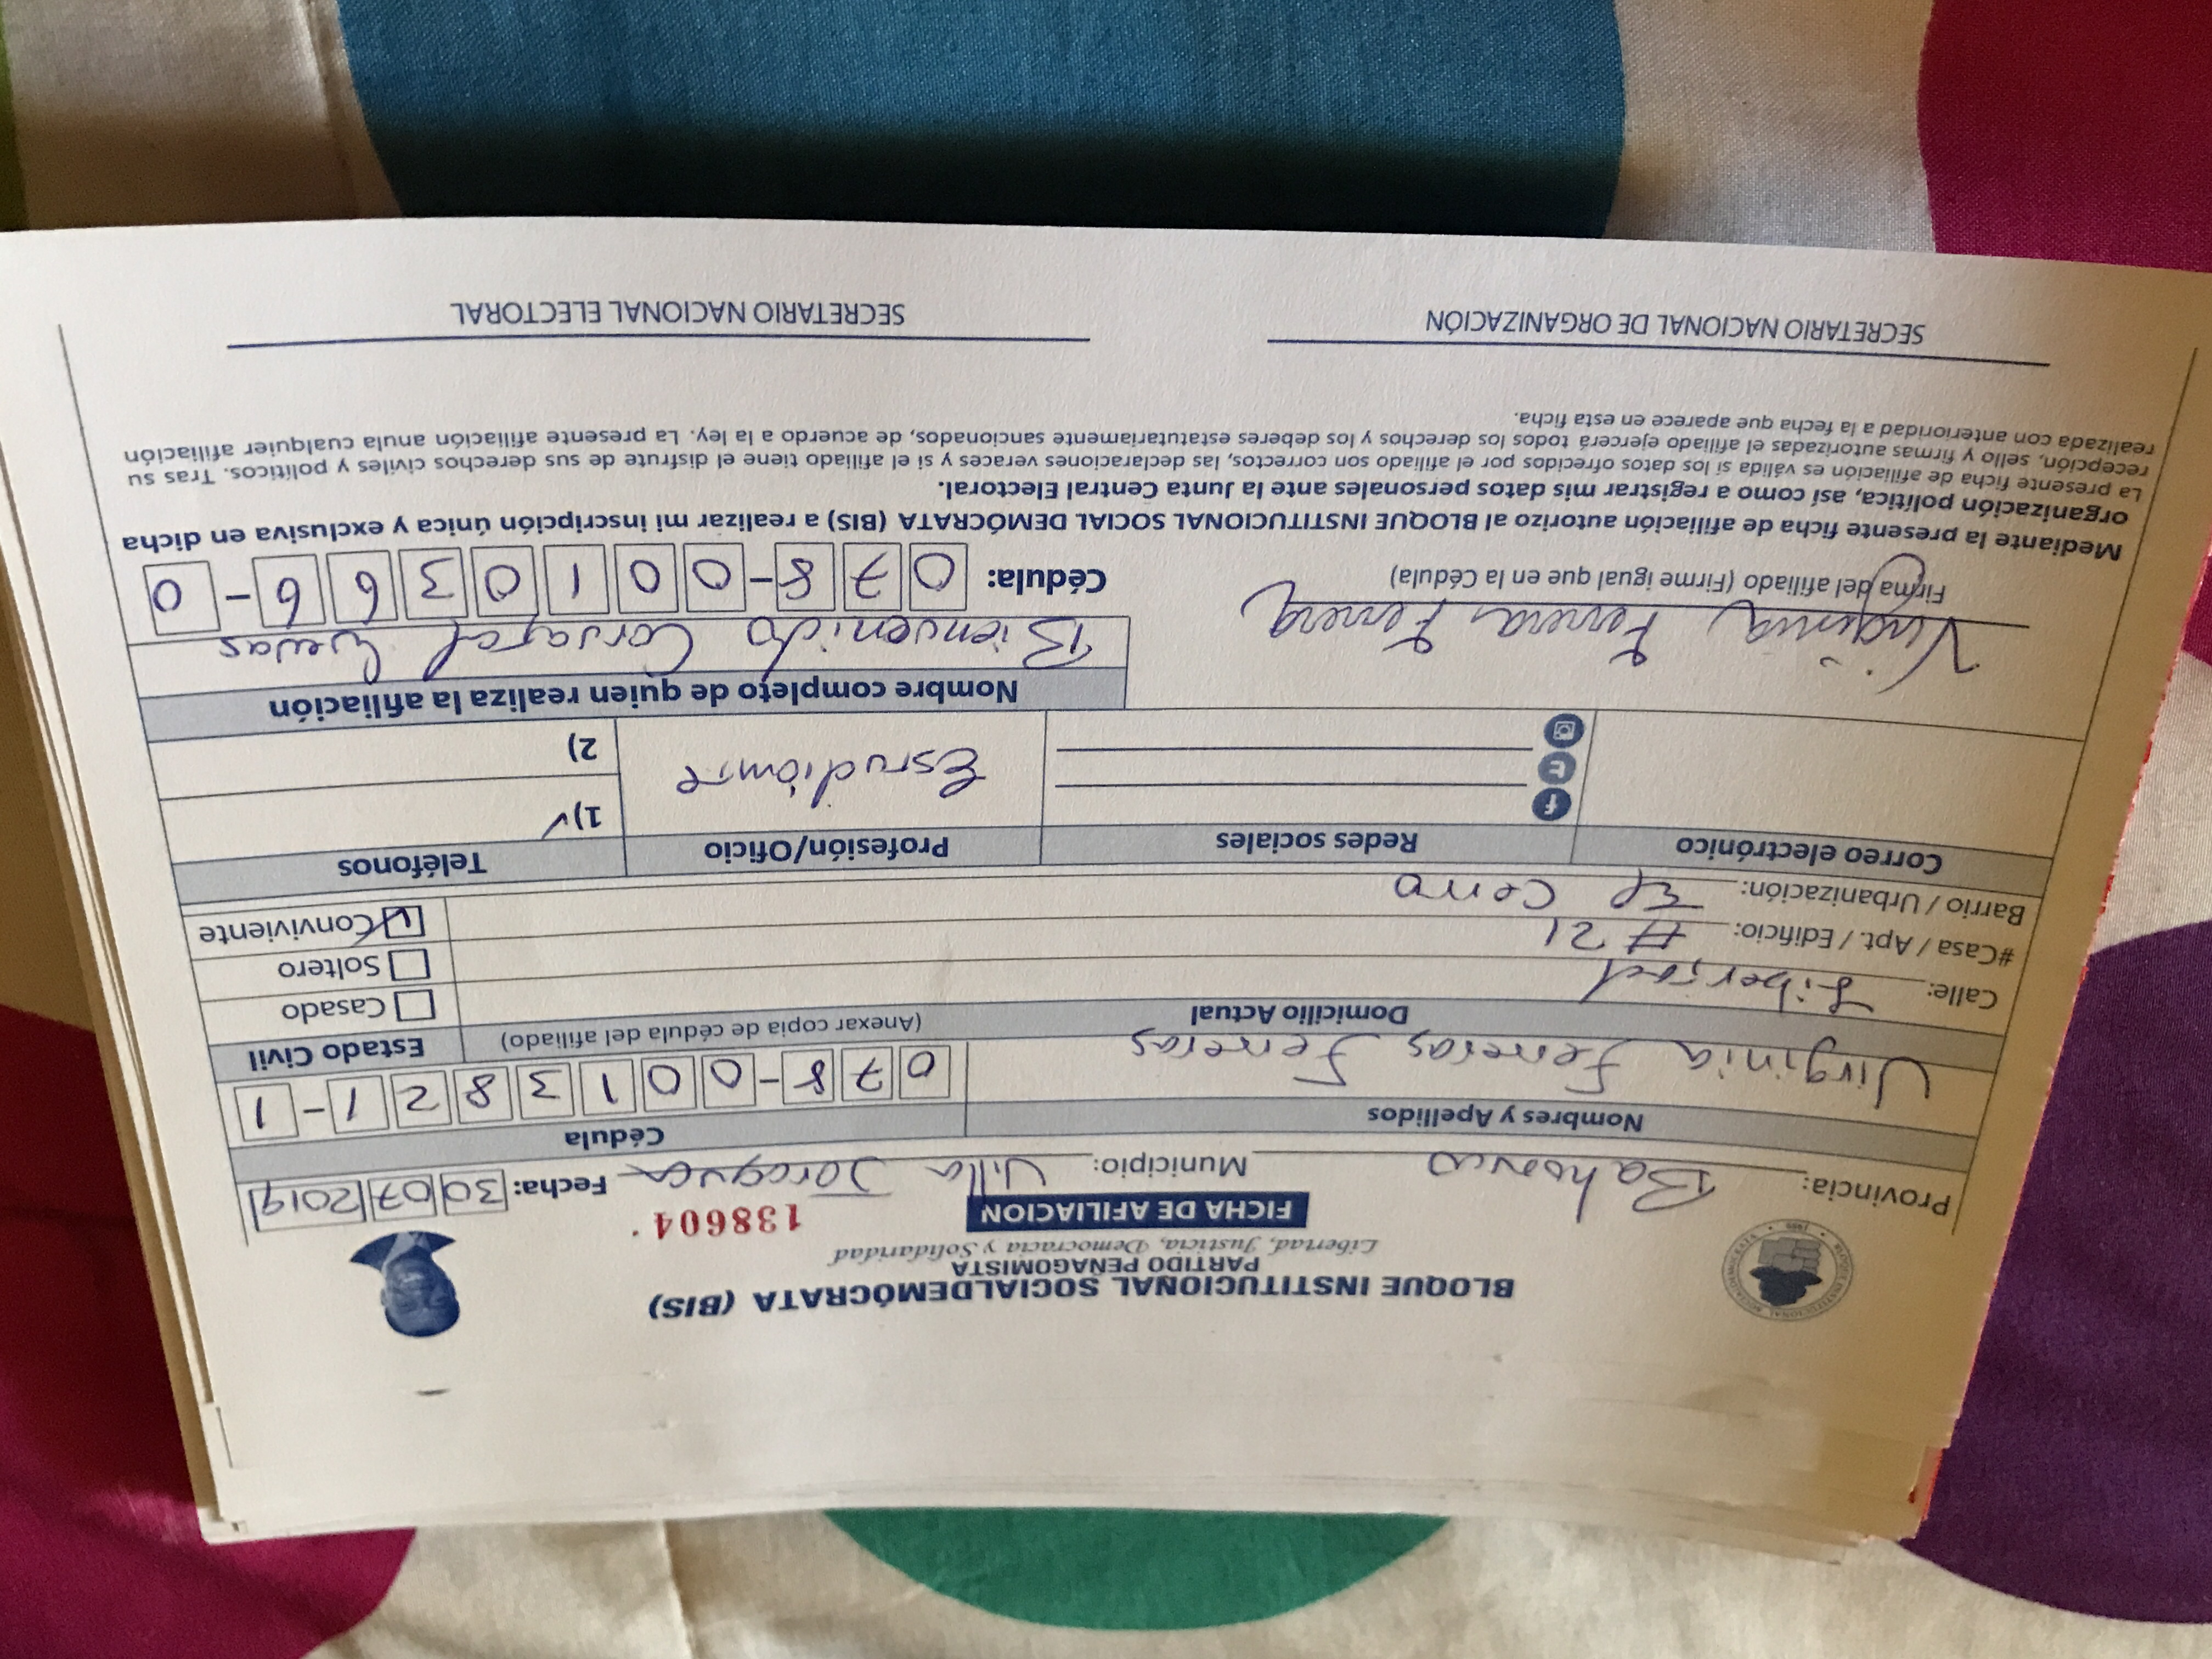 BLOQUE INSTITUCIONAL SOCIALDEMÓCRATA (BIS)
PARTIDO PEÑAGOMISTA
Libertad, Justicia, Democracia y Solidaridad
FICHA DE AFILIACION 138604
Provincia: Bahoruco Municipio: Villa Jaragua Fecha: 30 07 2019
Nombres y Apellidos Cédula
Virginia Ferreras Ferreras 078-0013821-1
Domicilio Actual (Anexar copia de cédula del afiliado) Estado Civil
Calle: Libertad Casado
#Casa / Apt. / Edificio: # 21 Soltero
Barrio / Urbanización: El Cerro Conviviente
Correo electrónico Redes sociales Profesión/Oficio Teléfonos
Esrudiante 1)
2)
Nombre completo de quien realiza la afiliación
Virginia Ferrera Ferrera Bienvenido Carvajal Cuevas
Firma del afiliado (Firme igual que en la Cédula) Cédula: 078-0010366-0
Mediante la presente ficha de afiliación autorizo al BLOQUE INSTITUCIONAL SOCIAL DEMÓCRATA (BIS) a realizar mi inscripción única y exclusiva en dicha
organización política, así como a registrar mis datos personales ante la Junta Central Electoral.
La presente ficha de afiliación es válida si los datos ofrecidos por el afiliado son correctos, las declaraciones veraces y si el afiliado tiene el disfrute de sus derechos civiles y políticos. Tras su
recepción, sello y firmas autorizadas el afiliado ejercerá todos los derechos y los deberes estatutariamente sancionados, de acuerdo a la ley. La presente afiliación anula cualquier afiliación
realizada con anterioridad a la fecha que aparece en esta ficha.
SECRETARIO NACIONAL DE ORGANIZACIÓN SECRETARIO NACIONAL ELECTORAL